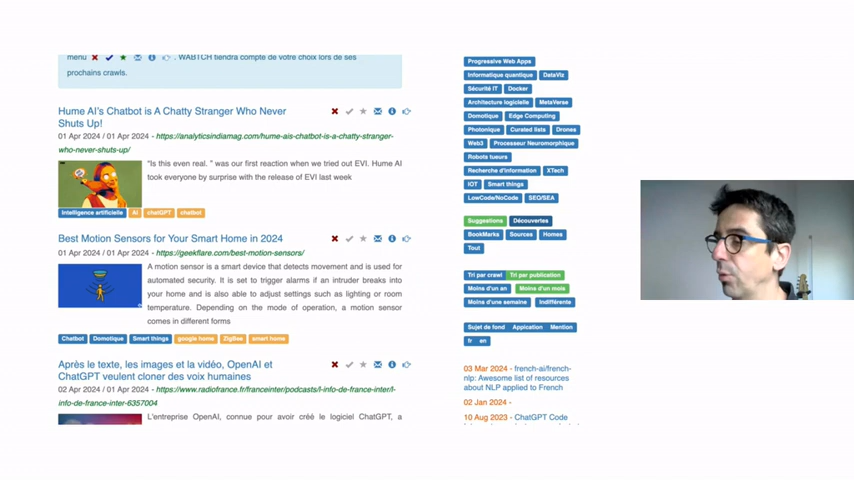 menu . WABTCH tiendra compte de votre choix lors de ses
prochains crawls.
Hume AI's Chatbot is A Chatty Stranger Who Never
Shuts Up!
01 Apr 2024 / 01 Apr 2024 - https://analyticsindiamag.com/hume-ais-chatbot-is-a-chatty-stranger-
who-never-shuts-up/
"Is this even real. " was our first reaction when we tried out EVI. Hume AI
took everyone by surprise with the release of EVI last week
Intelligence artificielle AI chatGPT chatbot
Best Motion Sensors for Your Smart Home in 2024
01 Apr 2024 / 01 Apr 2024 - https://geekflare.com/best-motion-sensors/
A motion sensor is a smart device that detects movement and is used for
automated security. It is set to trigger alarms if an intruder breaks into
your home and is also able to adjust settings such as lighting or room
temperature. Depending on the mode of operation, a motion sensor
comes in different forms
Chatbot Domotique Smart things google home ZigBee smart home
Après le texte, les images et la vidéo, OpenAI et
ChatGPT veulent cloner des voix humaines
02 Apr 2024 / 01 Apr 2024 - https://www.radiofrance.fr/franceinter/podcasts/l-info-de-france-inter/l-
info-de-france-inter-6357004
L'entreprise OpenAI, connue pour avoir créé le logiciel ChatGPT, a
Progressive Web Apps
Informatique quantique DataViz
Sécurité IT Docker
Architecture logicielle MetaVerse
Domotique Edge Computing
Photonique Curated lists Drones
Web3 Processeur Neuromorphique
Robots tueurs
Recherche d'information XTech
IOT Smart things
LowCode/NoCode SEO/SEA
Suggestions Découvertes
BookMarks Sources Homes
Tout
Tri par crawl Tri par publication
Moins d'un an Moins d'un mois
Moins d'une semaine Indifférente
Sujet de fond Appication Mention
fr en
03 Mar 2024 - french-ai/french-
nlp: Awesome list of resources
about NLP applied to French
02 Jan 2024 -
10 Aug 2023 - ChatGPT Code